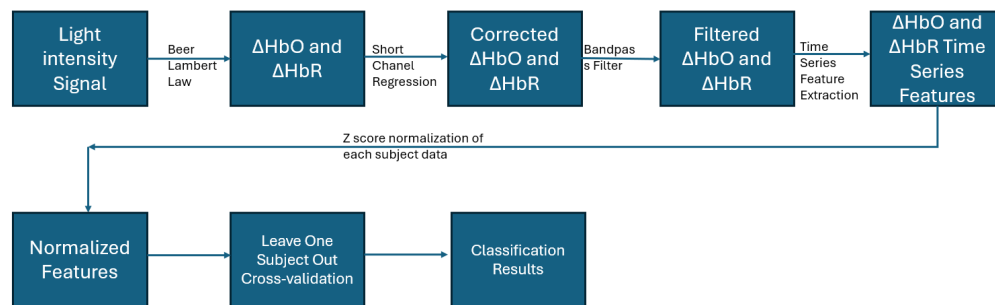 Light
intensity
Signal
Beer
Lambert
Law
ΔHbO and
ΔHbR
Short
Chanel
Regression
Corrected
ΔHbO and
ΔHbR
Bandpas
s Filter
Filtered
ΔHbO and
ΔHbR
Time
Series
Feature
Extraction
ΔHbO and
ΔHbR Time
Series
Features
Z score normalization of
each subject data
Normalized
Features
Leave One
Subject Out
Cross-validation
Classification
Results